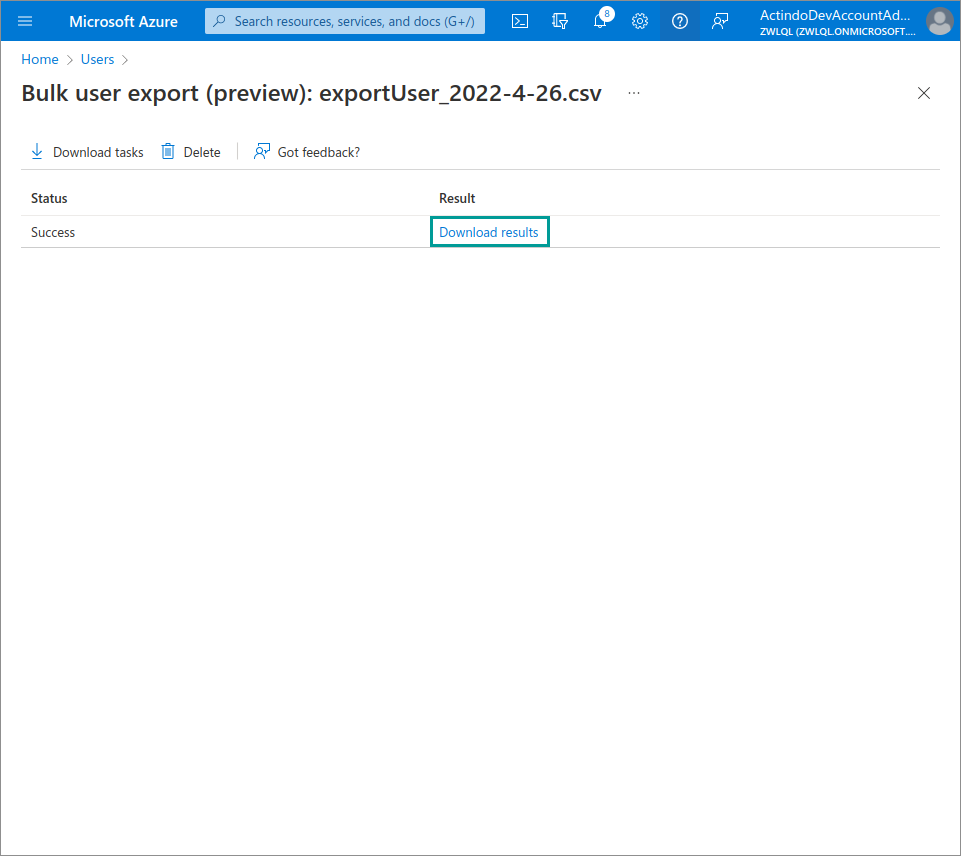 Microsoft Azure
Search resources, services, and docs (G+/)
8
ActindoDevAccountAd...
ZWLQL (ZWLQL.ONMICROSOFT....
Home > Users >
Bulk user export (preview): exportUser_2022-4-26.csv ...
Download tasks Delete Got feedback?
Status Result
Success Download results